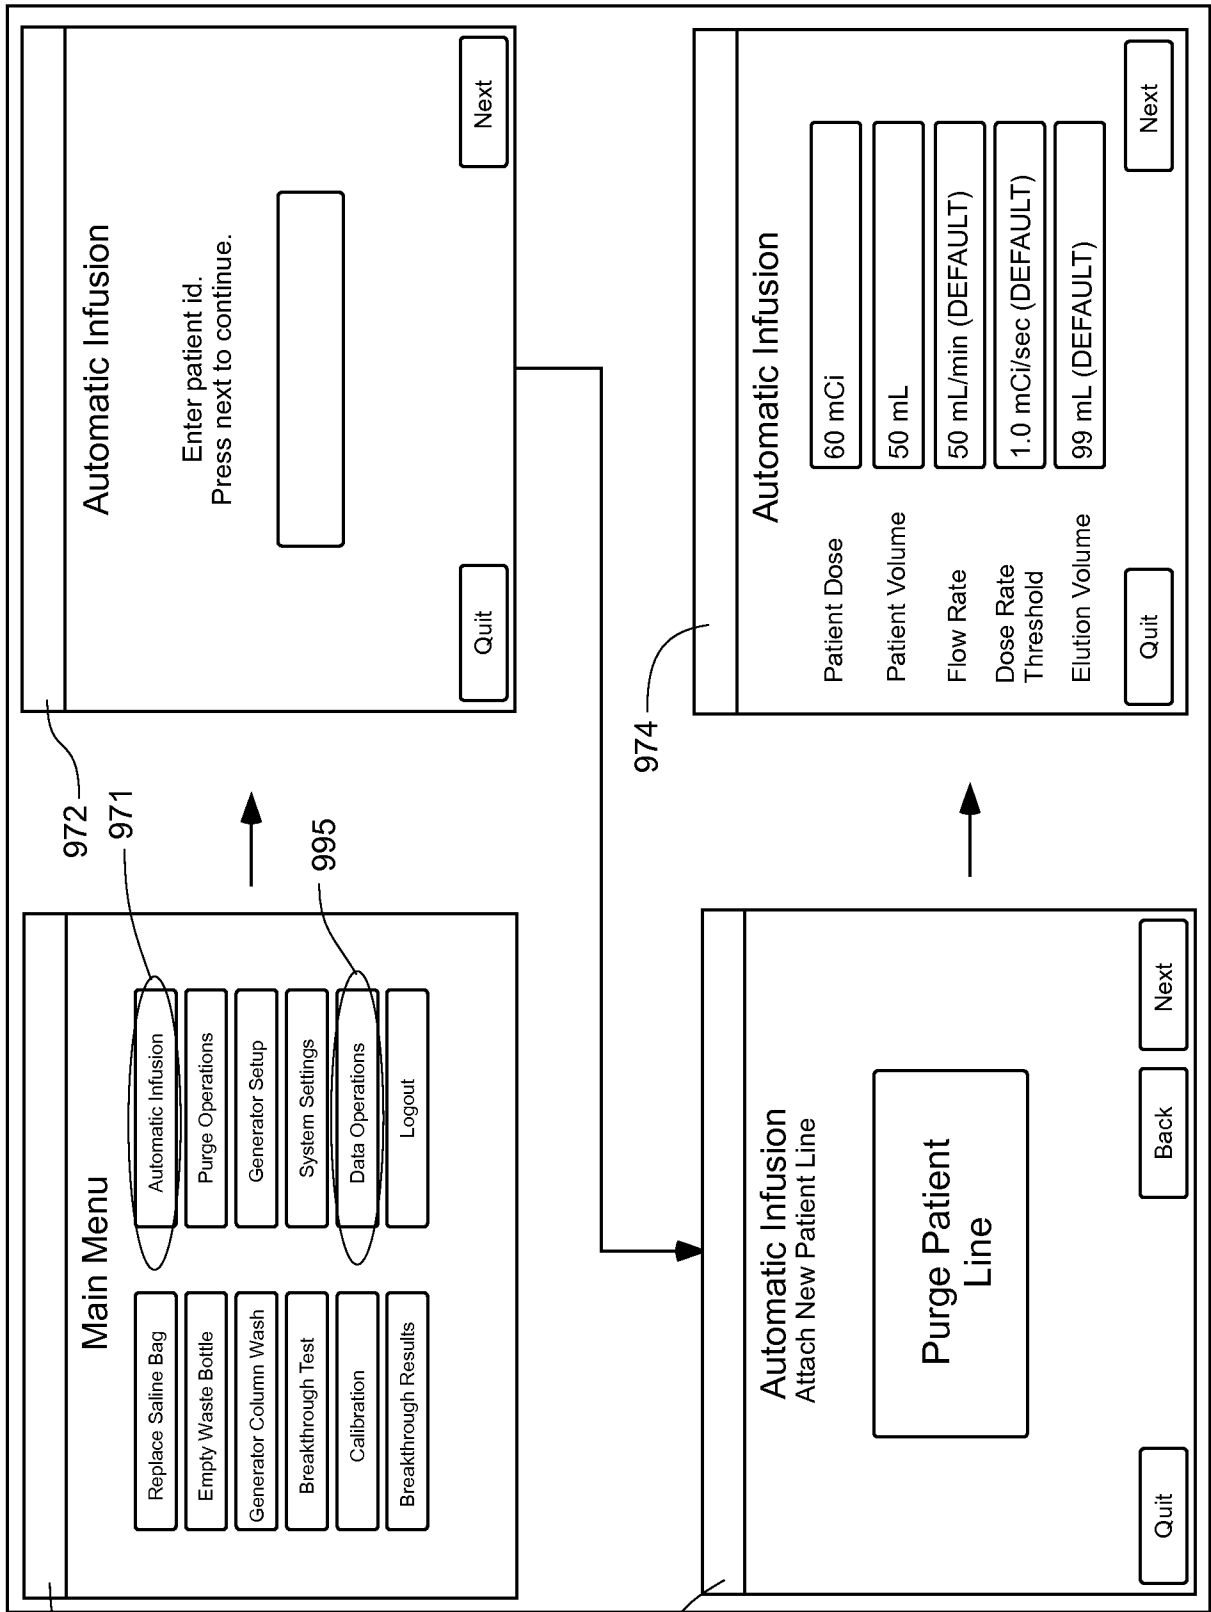 Main Menu
Replace Saline Bag
Automatic Infusion
Empty Waste Bottle
Purge Operations
Generator Column Wash
Generator Setup
Breakthrough Test
System Settings
Calibration
Data Operations
Breakthrough Results
Logout
971
995
972
Automatic Infusion
Enter patient id.
Press next to continue.
Quit
Next
Automatic Infusion
Attach New Patient Line
Purge Patient
Line
Quit
Back
Next
974
Automatic Infusion
Patient Dose
60 mCi
Patient Volume
50 mL
Flow Rate
50 mL/min (DEFAULT)
Dose Rate
Threshold
1.0 mCi/sec (DEFAULT)
Elution Volume
99 mL (DEFAULT)
Quit
Next